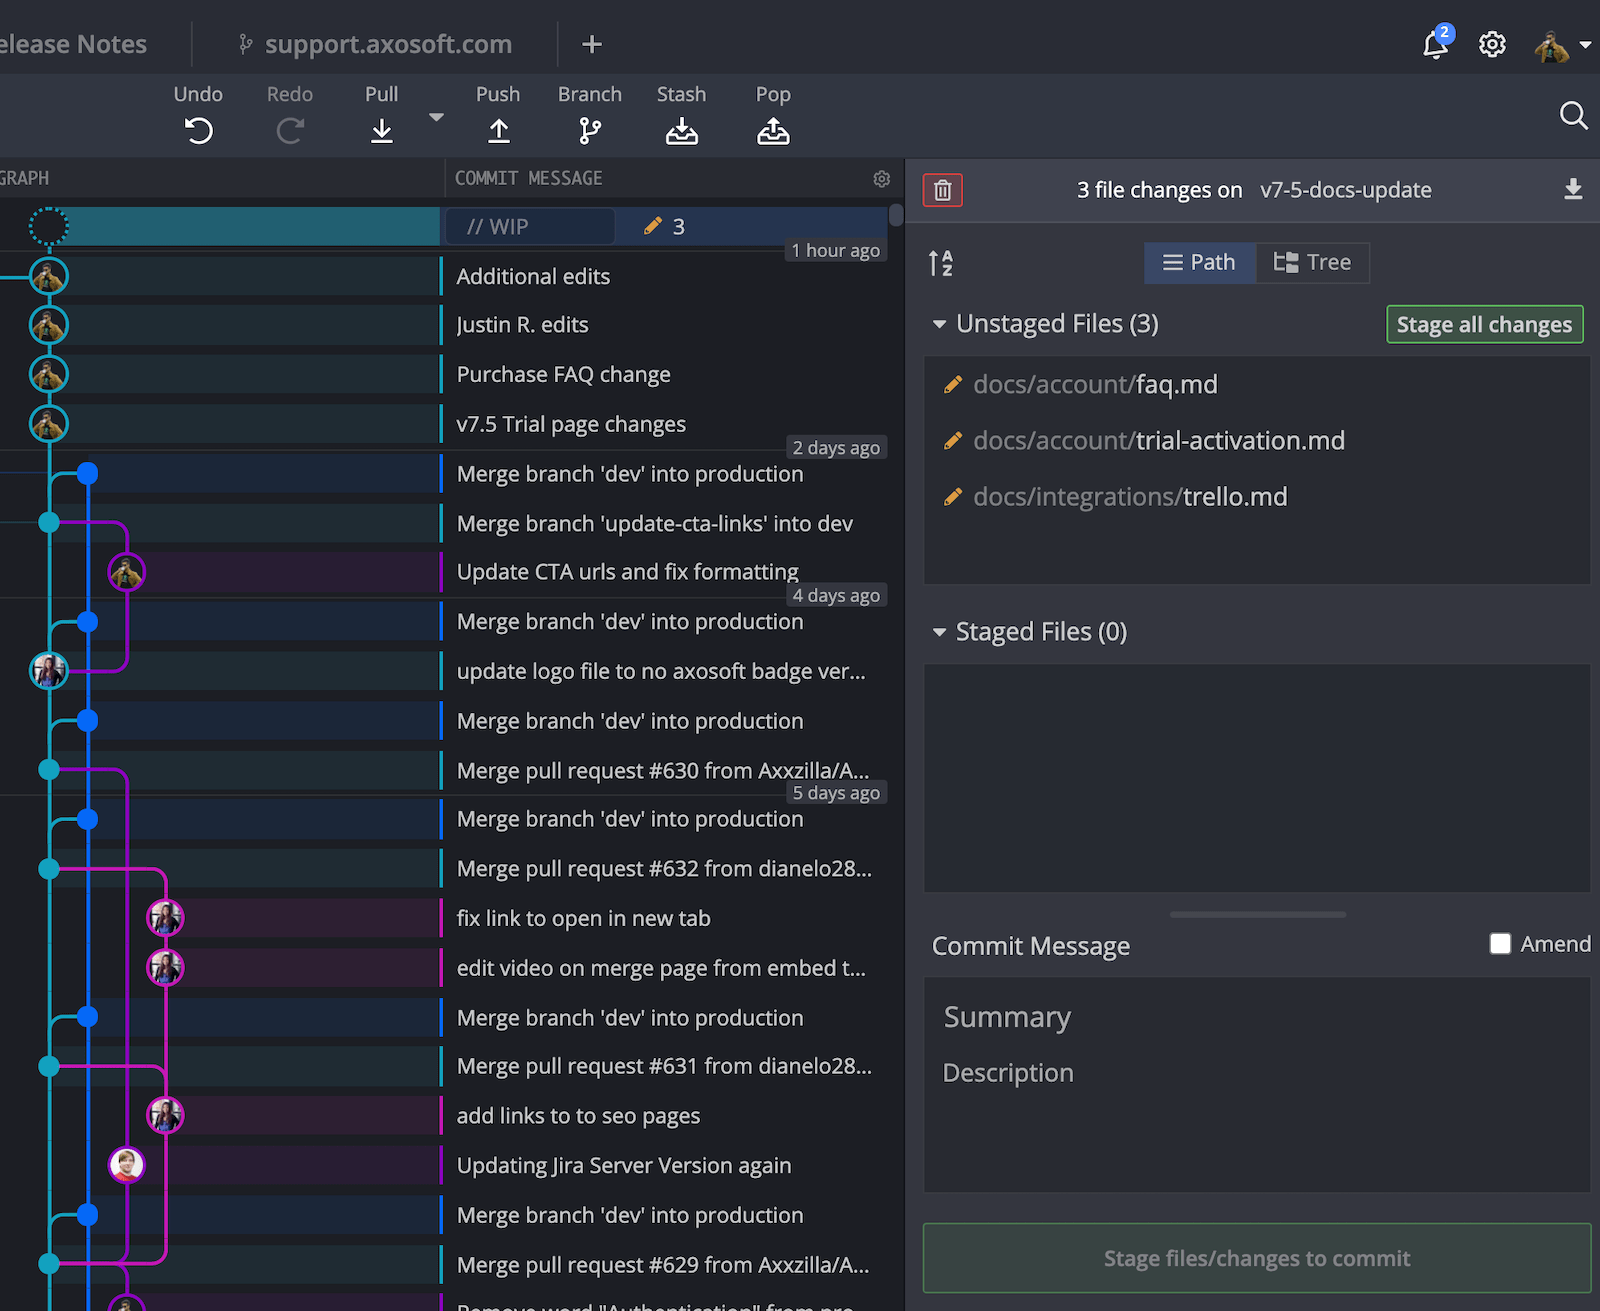 elease Notes
support.axosoft.com
2
Undo
Redo
Pull
Push
Branch
Stash
Pop
GRAPH
COMMIT MESSAGE
// WIP
3
1 hour ago
Additional edits
Justin R. edits
Purchase FAQ change
v7.5 Trial page changes
2 days ago
Merge branch 'dev' into production
Merge branch 'update-cta-links' into dev
Update CTA urls and fix formatting
4 days ago
Merge branch 'dev' into production
update logo file to no axosoft badge ver...
Merge branch 'dev' into production
Merge pull request #630 from Axxzilla/A...
5 days ago
Merge branch 'dev' into production
Merge pull request #632 from dianelo28...
fix link to open in new tab
edit video on merge page from embed t...
Merge branch 'dev' into production
Merge pull request #631 from dianelo28...
add links to to seo pages
Updating Jira Server Version again
Merge branch 'dev' into production
Merge pull request #629 from Axxzilla/A...
Remove word "Authentication" from pro...
3 file changes on v7-5-docs-update
A
Z
Path
Tree
Unstaged Files (3)
Stage all changes
docs/account/faq.md
docs/account/trial-activation.md
docs/integrations/trello.md
Staged Files (0)
Commit Message
Amend
Summary
Description
Stage files/changes to commit